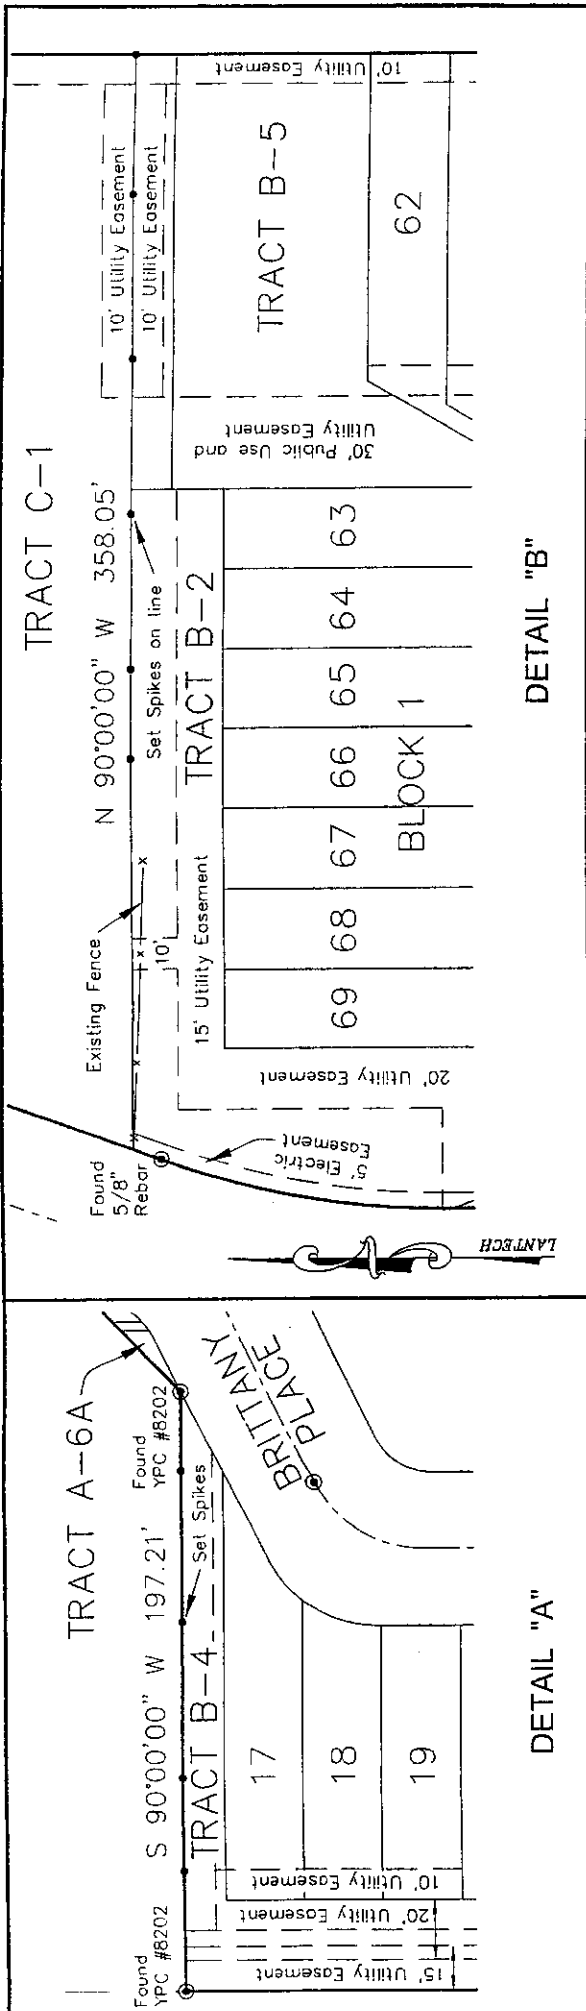 TRACT A-6A
S 90°00'00" W 197.21'
Found
YPC #8202
Found
YPC #8202
Set Spikes
TRACT B-4
BRITTANY
PLACE
17
18
19
10' Utility Easement
20' Utility Easement
15' Utility Easement
DETAIL "A"
LANTECH
TRACT C-1
N 90°00'00" W 358.05'
Found
5/8"
Rebar
Existing Fence
Set Spikes on line
10'
10' Utility Easement
10' Utility Easement
TRACT B-2
15' Utility Easement
5' Electric
Easement
20' Utility Easement
69
68
67
66
65
64
63
BLOCK 1
30' Public Use and
Utility Easement
TRACT B-5
10' Utility Easement
62
DETAIL "B"